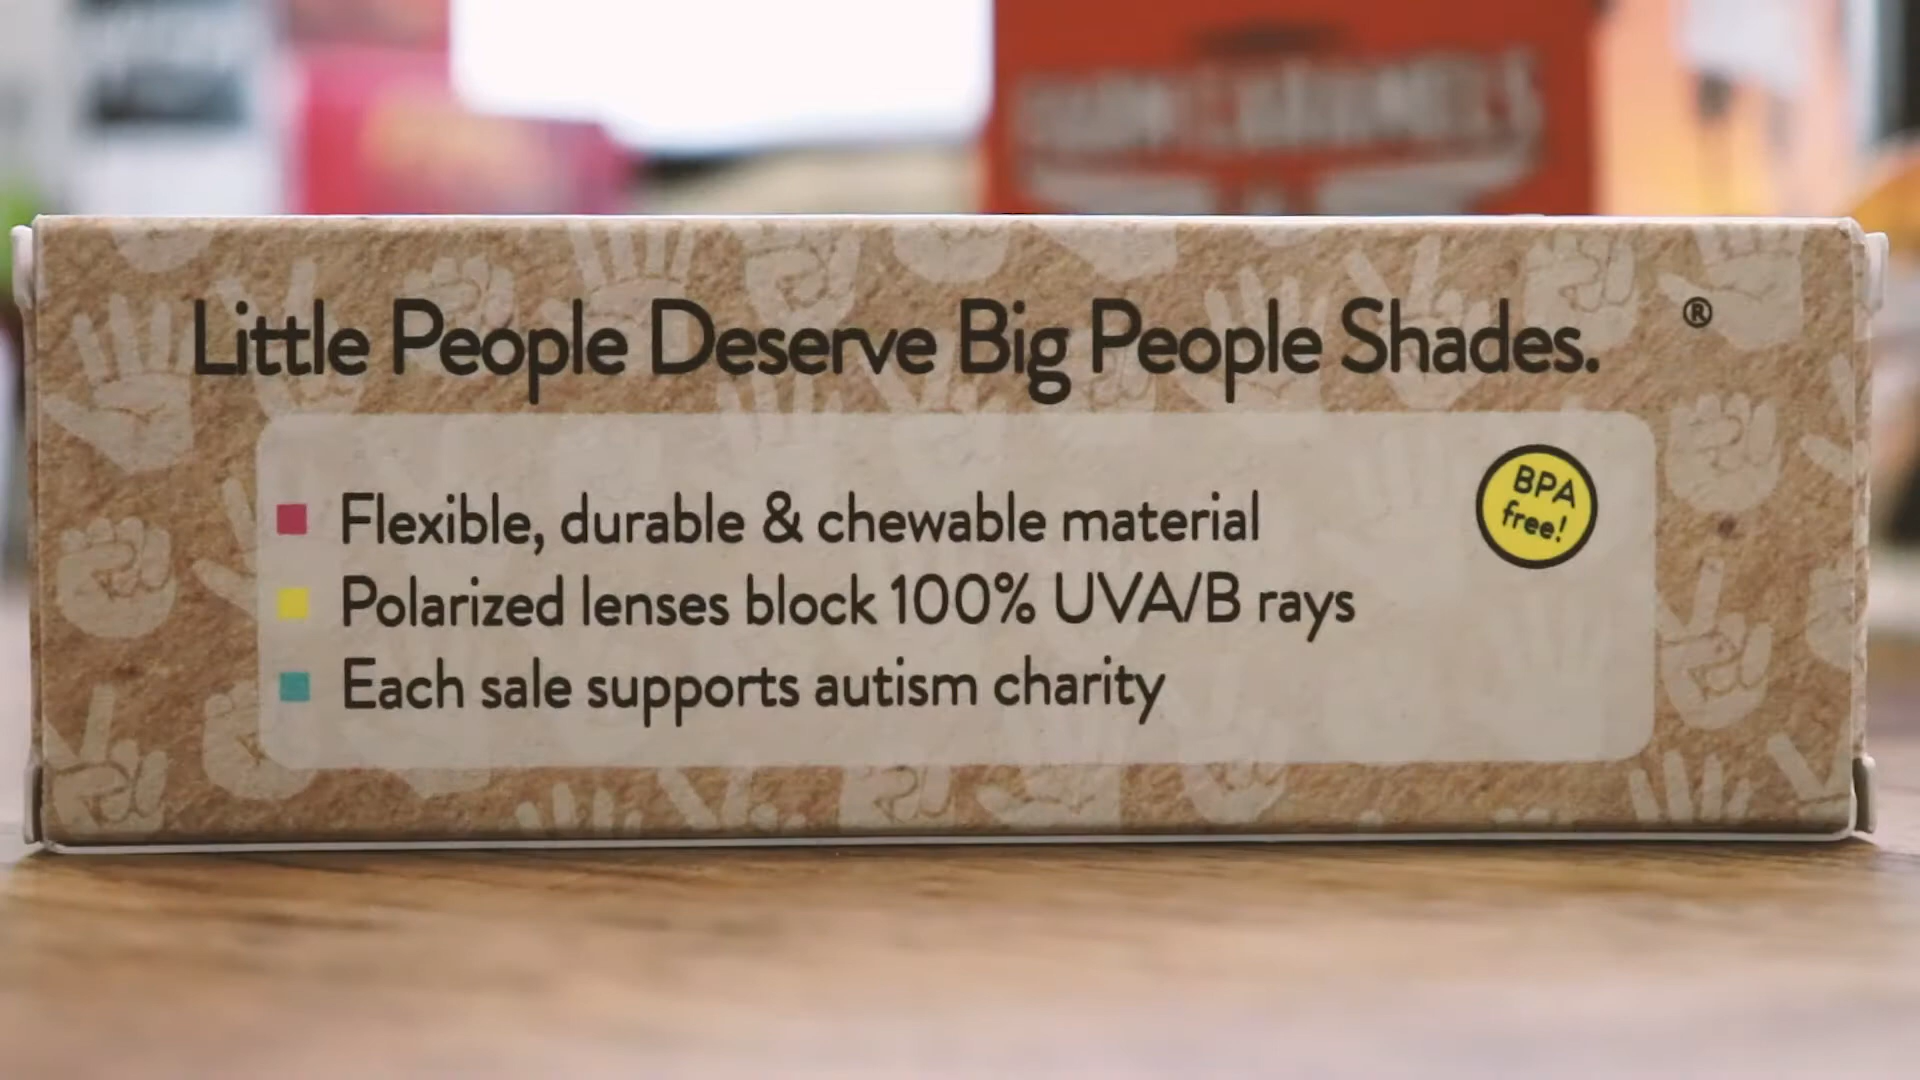 Little People Deserve Big People Shades. ®
Flexible, durable & chewable material
Polarized lenses block 100% UVA/B rays
Each sale supports autism charity
BPA
free!